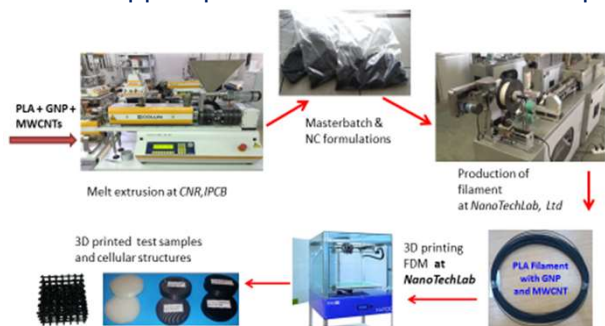 PLA + GNP +
MWCNTs
COLLIN
Melt extrusion at CNR,IPCB
Masterbatch &
NC formulations
Production of
filament
at NanoTechLab, Ltd
PLA Filament
with GNP
and MWCNT
3D printing
FDM at
NanoTechLab
3D printed test samples
and cellular structures